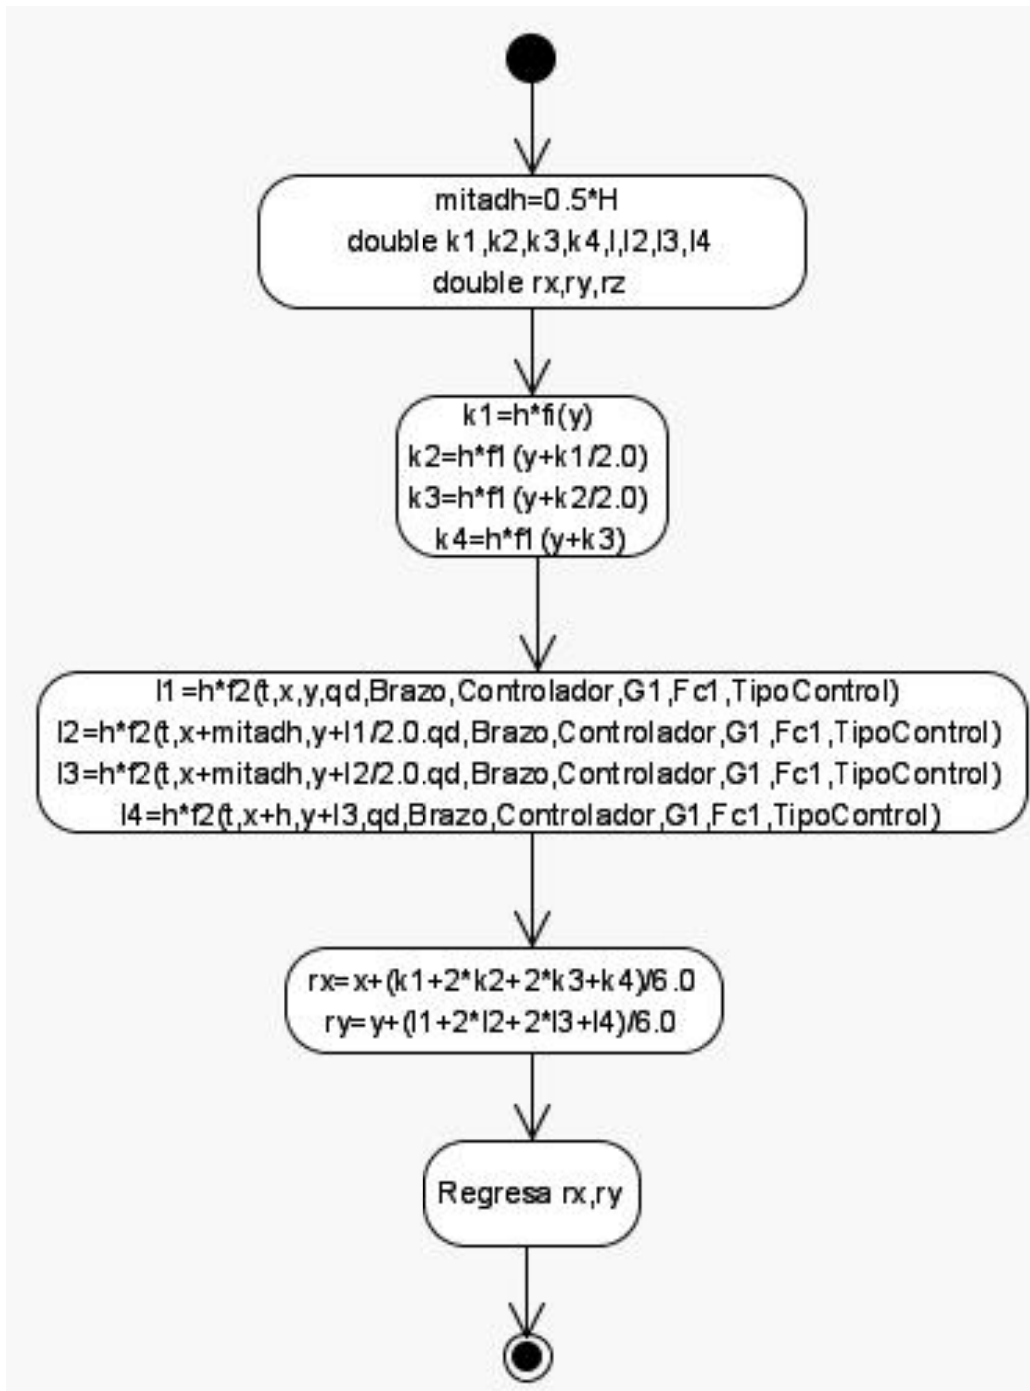 mitadh=0.5*H
double k1,k2,k3,k4,l,l2,l3,l4
double rx,ry,rz
k1=h*fi(y)
k2=h*f1(y+k1/2.0)
k3=h*f1(y+k2/2.0)
k4=h*f1(y+k3)
l1=h*f2(t,x,y,qd,Brazo,Controlador,G1,Fc1,TipoControl)
l2=h*f2(t,x+mitadh,y+l1/2.0.qd,Brazo,Controlador,G1,Fc1,TipoControl)
l3=h*f2(t,x+mitadh,y+l2/2.0.qd,Brazo,Controlador,G1,Fc1,TipoControl)
l4=h*f2(t,x+h,y+l3,qd,Brazo,Controlador,G1,Fc1,TipoControl)
rx=x+(k1+2*k2+2*k3+k4)/6.0
ry=y+(l1+2*l2+2*l3+l4)/6.0
Regresa rx,ry